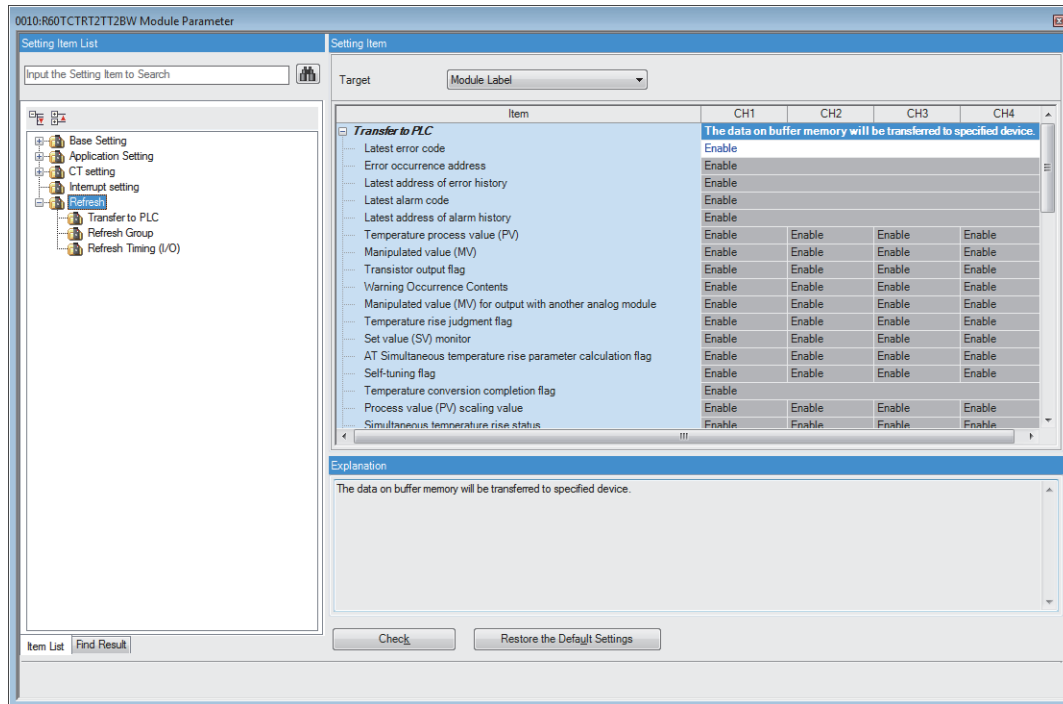 0010:R60TCTRT2TT2BW Module Parameter
Setting Item List
Input the Setting Item to Search
Base Setting
Application Setting
CT setting
Interrupt setting
Refresh
Transfer to PLC
Refresh Group
Refresh Timing (I/O)
Item List Find Result
Setting Item
Target Module Label
Item CH1 CH2 CH3 CH4
Transfer to PLC The data on buffer memory will be transferred to specified device.
Latest error code Enable
Error occurrence address Enable
Latest address of error history Enable
Latest alarm code Enable
Latest address of alarm history Enable
Temperature process value (PV) Enable Enable Enable Enable
Manipulated value (MV) Enable Enable Enable Enable
Transistor output flag Enable Enable Enable Enable
Warning Occurrence Contents Enable Enable Enable Enable
Manipulated value (MV) for output with another analog module Enable Enable Enable Enable
Temperature rise judgment flag Enable Enable Enable Enable
Set value (SV) monitor Enable Enable Enable Enable
AT Simultaneous temperature rise parameter calculation flag Enable Enable Enable Enable
Self-tuning flag Enable Enable Enable Enable
Temperature conversion completion flag Enable
Process value (PV) scaling value Enable Enable Enable Enable
Simultaneous temperature rise status Enable Enable Enable Enable
Explanation
The data on buffer memory will be transferred to specified device.
Check Restore the Default Settings